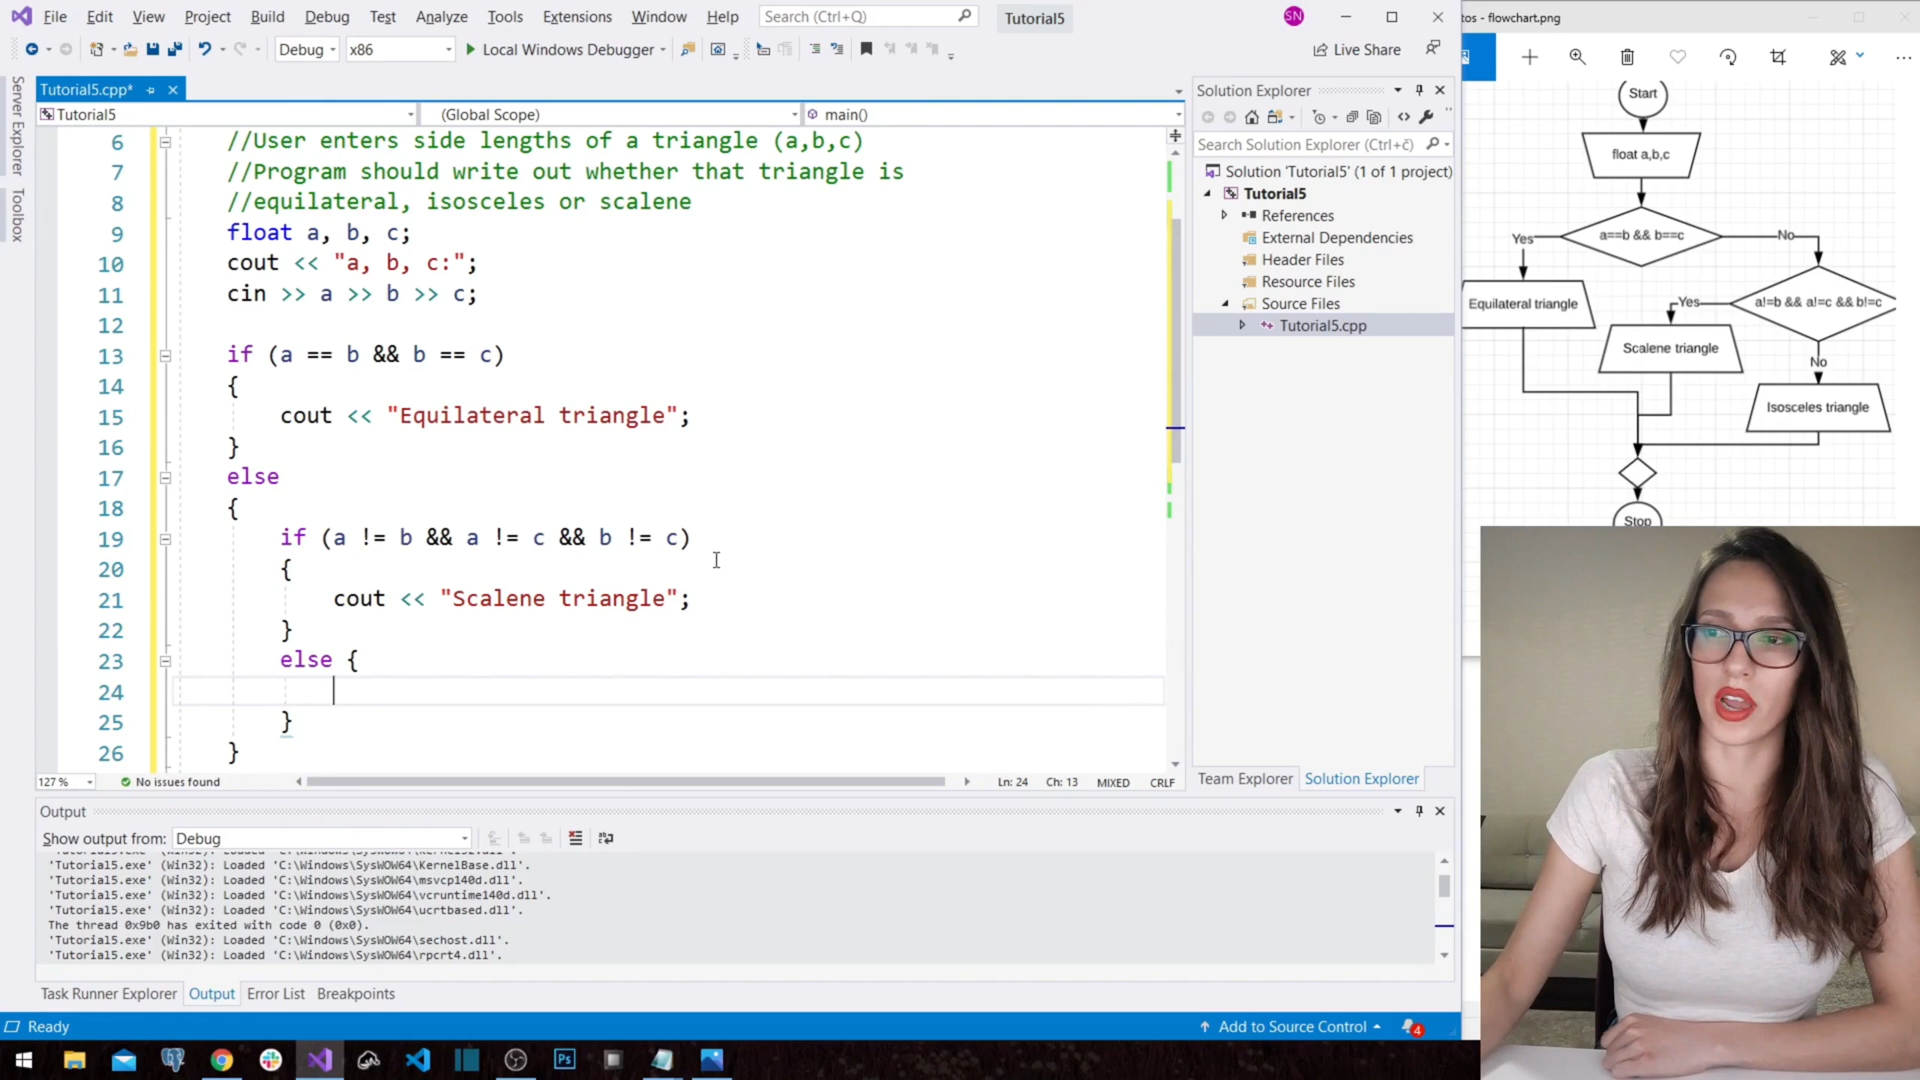 File Edit View Project Build Debug Test Analyze Tools Extensions Window Help Search (Ctrl+Q) Tutorial5 SN
Debug x86 Local Windows Debugger Live Share
Server Explorer
Toolbox
Tutorial5.cpp*
Tutorial5 (Global Scope) main()
6 //User enters side lengths of a triangle (a,b,c)
7 //Program should write out whether that triangle is
8 //equilateral, isosceles or scalene
9 float a, b, c;
10 cout << "a, b, c:";
11 cin >> a >> b >> c;
12
13 if (a == b && b == c)
14 {
15 cout << "Equilateral triangle";
16 }
17 else
18 {
19 if (a != b && a != c && b != c)
20 {
21 cout << "Scalene triangle";
22 }
23 else {
24
25 }
26 }
127 % No issues found Ln: 24 Ch: 13 MIXED CRLF
Output
Show output from: Debug
'Tutorial5.exe' (Win32): Loaded 'C:\Windows\SysWOW64\KernelBase.dll'.
'Tutorial5.exe' (Win32): Loaded 'C:\Windows\SysWOW64\msvcp140d.dll'.
'Tutorial5.exe' (Win32): Loaded 'C:\Windows\SysWOW64\vcruntime140d.dll'.
'Tutorial5.exe' (Win32): Loaded 'C:\Windows\SysWOW64\ucrtbased.dll'.
The thread 0x9b0 has exited with code 0 (0x0).
'Tutorial5.exe' (Win32): Loaded 'C:\Windows\SysWOW64\sechost.dll'.
'Tutorial5.exe' (Win32): Loaded 'C:\Windows\SysWOW64\rpcrt4.dll'.
Task Runner Explorer Output Error List Breakpoints
Ready Add to Source Control 4
Solution Explorer
Search Solution Explorer (Ctrl+č)
Solution 'Tutorial5' (1 of 1 project)
Tutorial5
References
External Dependencies
Header Files
Resource Files
Source Files
Tutorial5.cpp
Team Explorer Solution Explorer
tos - flowchart.png
Start
float a,b,c
a==b && b==c
Yes
No
Equilateral triangle
a!=b && a!=c && b!=c
Yes
Scalene triangle
No
Isosceles triangle
Stop
Ps